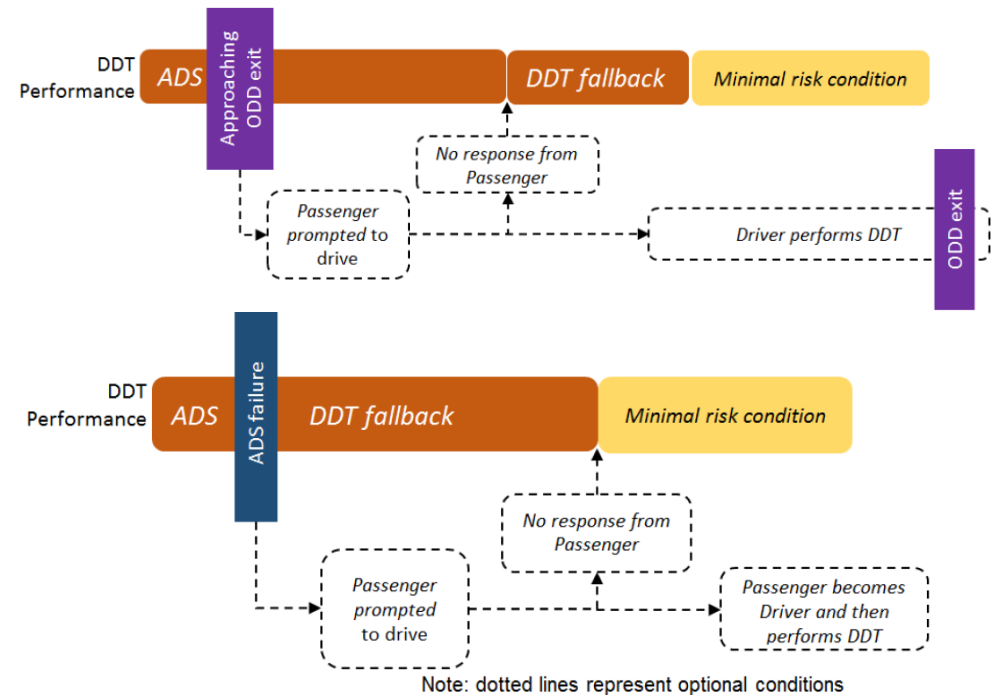 DDT
Performance
ADS
Approaching
ODD exit
DDT fallback
Minimal risk condition
No response from
Passenger
Passenger
prompted to
drive
Driver performs DDT
ODD exit
DDT
Performance
ADS
ADS failure
DDT fallback
Minimal risk condition
No response from
Passenger
Passenger
prompted
to drive
Passenger becomes
Driver and then
performs DDT
Note: dotted lines represent optional conditions